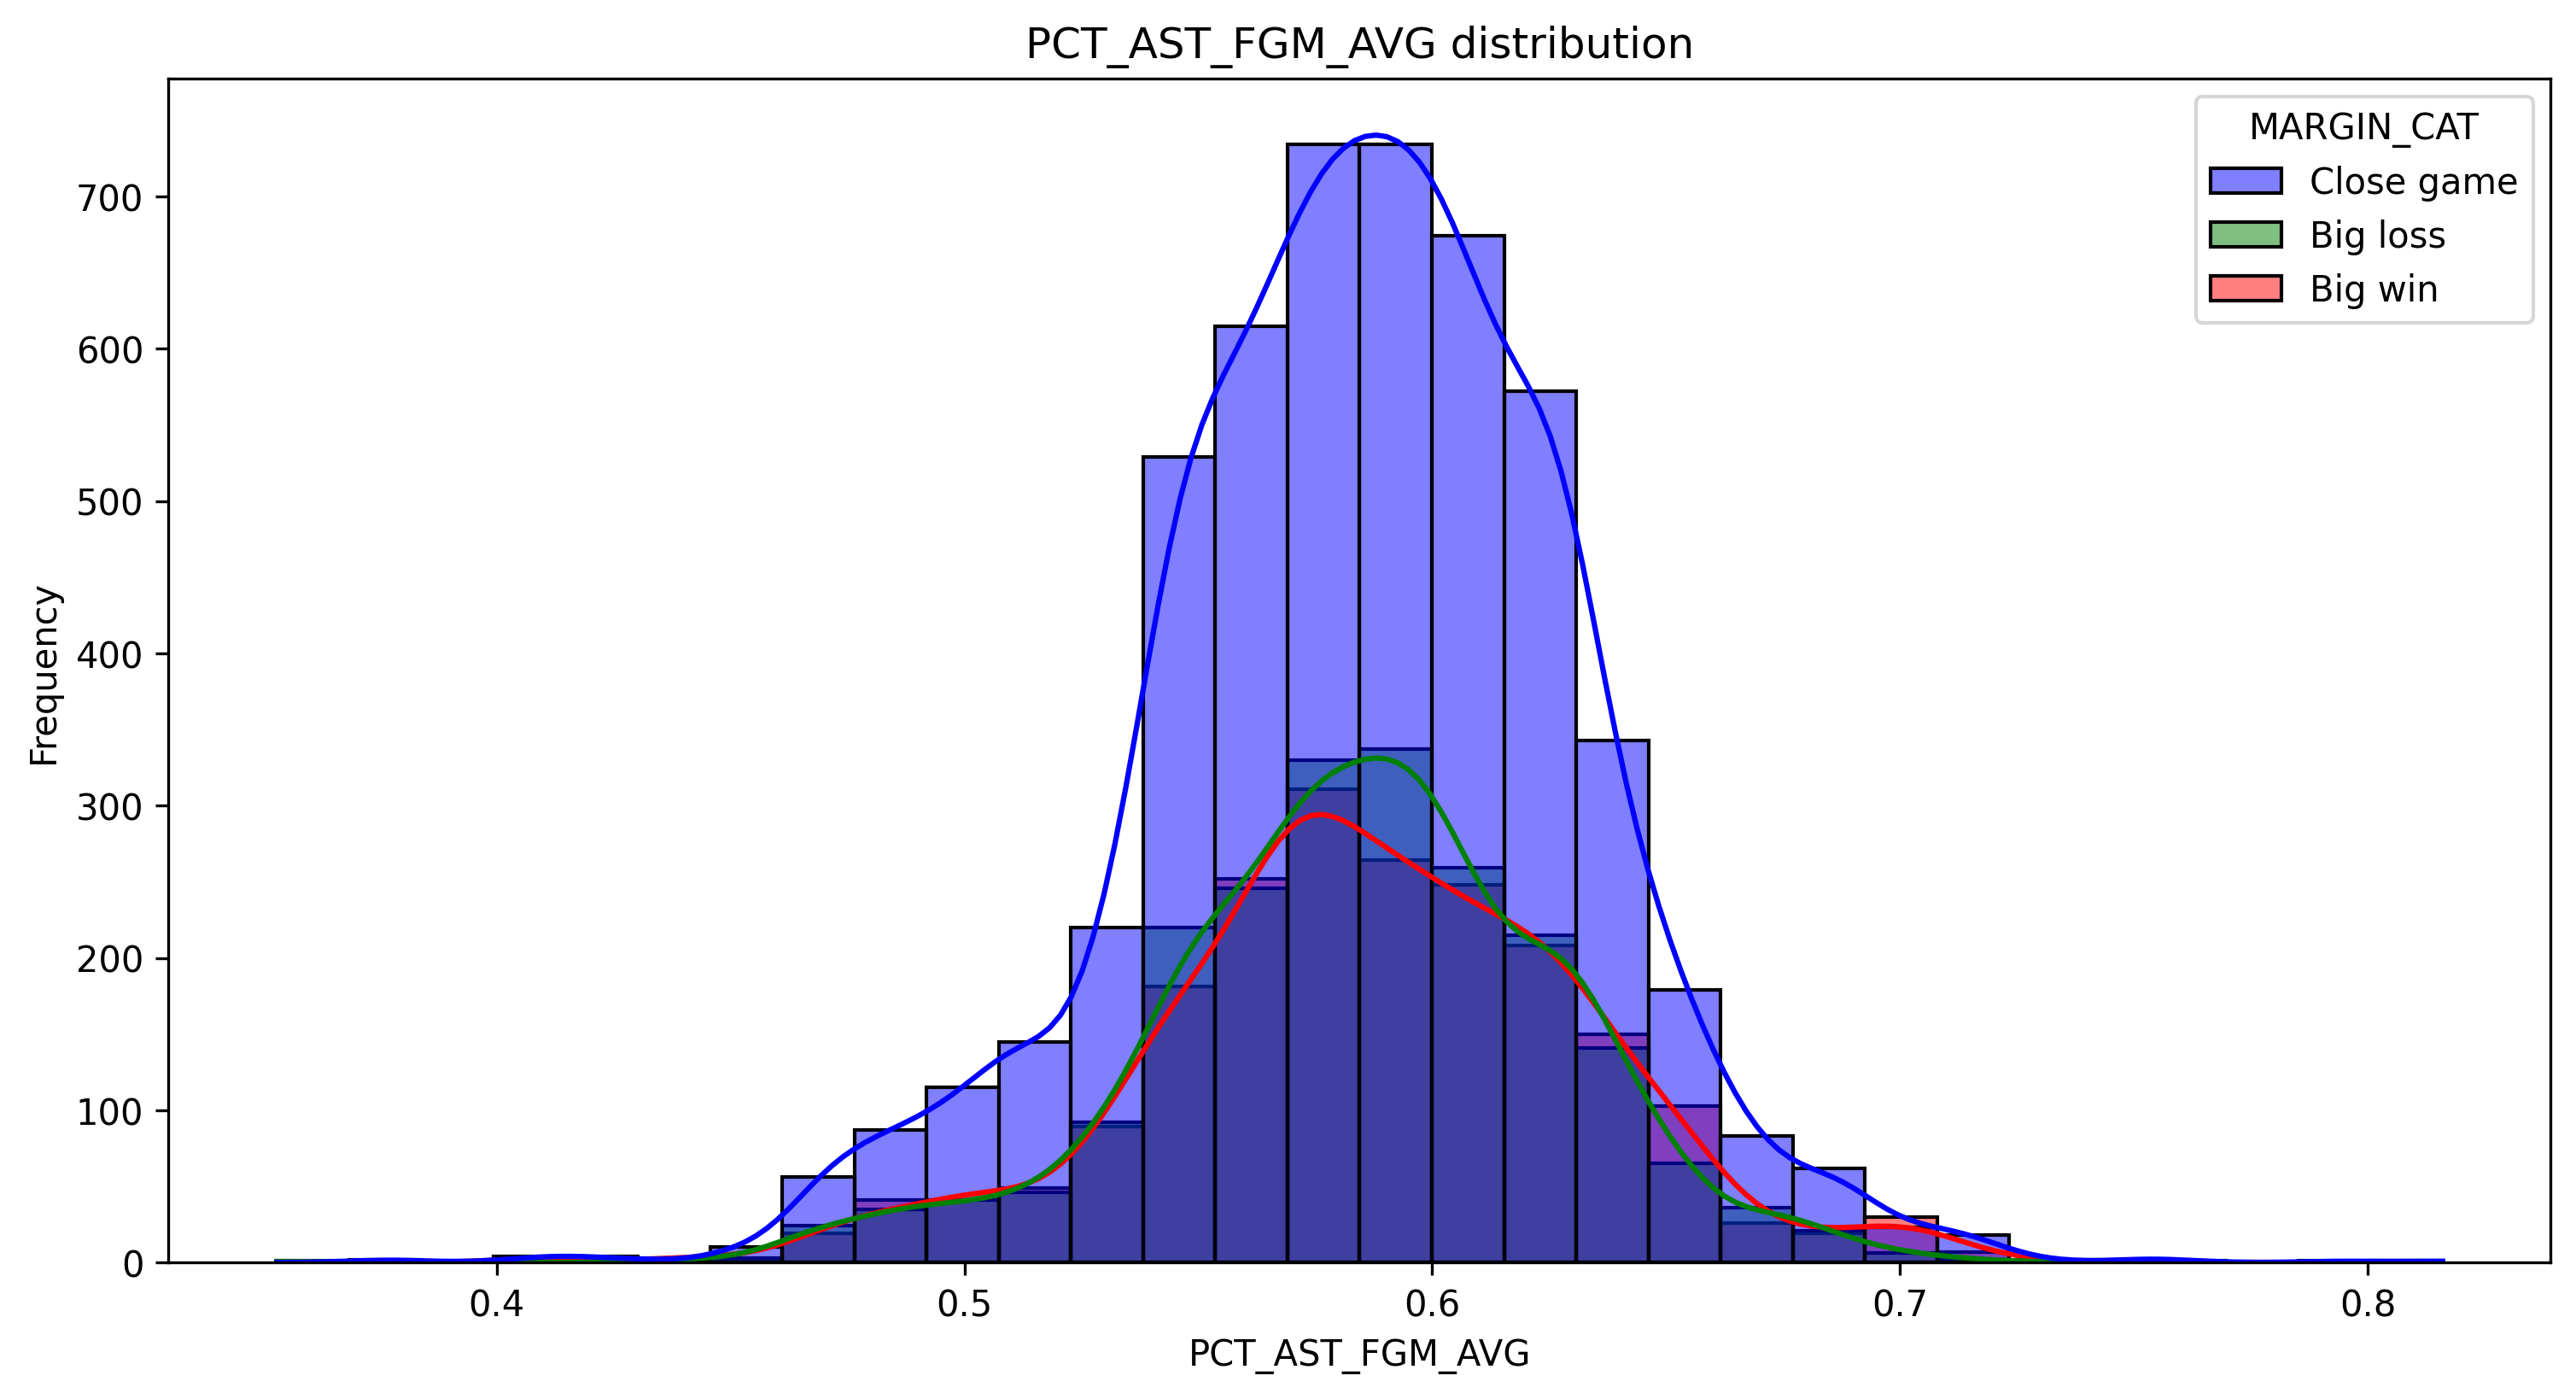 PCT_AST_FGM_AVG distribution
MARGIN_CAT
Close game
Big loss
Big win
Frequency
700
600
500
400
300
200
100
0
0.4 0.5 0.6 0.7 0.8
PCT_AST_FGM_AVG